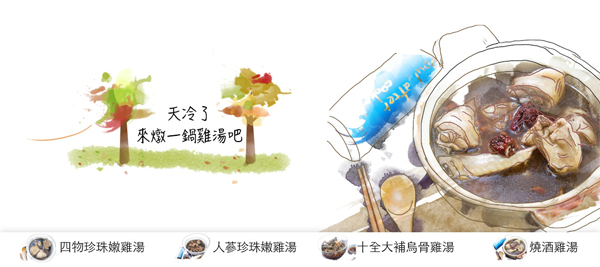 天冷了
來燉一鍋雞湯吧
四物珍珠嫩雞湯
人蔘珍珠嫩雞湯
十全大補烏骨雞湯
燒酒雞湯